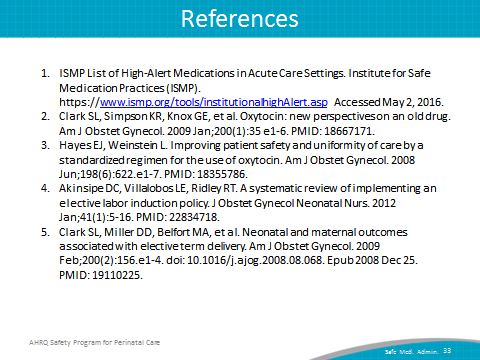 References
1. ISMP List of High-Alert Medications in Acute Care Settings. Institute for Safe
Medication Practices (ISMP).
https://www.ismp.org/tools/institutionalhighAlert.asp Accessed May 2, 2016.
2. Clark SL, Simpson KR, Knox GE, et al. Oxytocin: new perspectives on an old drug.
Am J Obstet Gynecol. 2009 Jan;200(1):35 e1-6. PMID: 18667171.
3. Hayes EJ, Weinstein L. Improving patient safety and uniformity of care by a
standardized regimen for the use of oxytocin. Am J Obstet Gynecol. 2008
Jun;198(6):622.e1-7. PMID: 18355786.
4. Akinsipe DC, Villalobos LE, Ridley RT. A systematic review of implementing an
elective labor induction policy. J Obstet Gynecol Neonatal Nurs. 2012
Jan;41(1):5-16. PMID: 22834718.
5. Clark SL, Miller DD, Belfort MA, et al. Neonatal and maternal outcomes
associated with elective term delivery. Am J Obstet Gynecol. 2009
Feb;200(2):156.e1-4. doi: 10.1016/j.ajog.2008.08.068. Epub 2008 Dec 25.
PMID: 19110225.
AHRQ Safety Program for Perinatal Care
Safe Med. Admin. 33